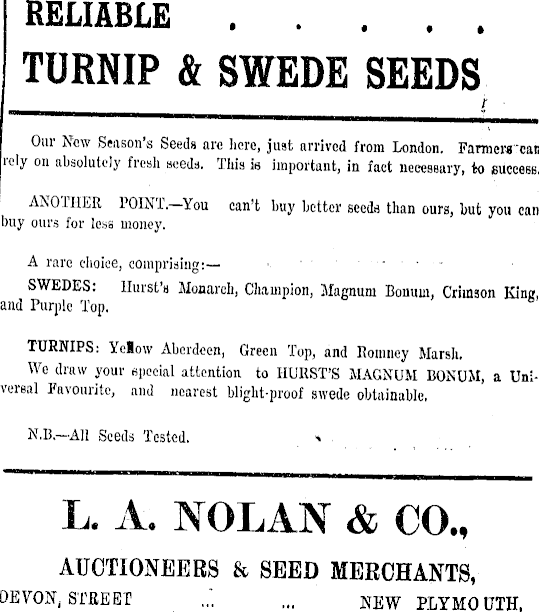 RELIABLE . . . . .
TURNIP & SWEDE SEEDS
Our New Season's Seeds are here, just arrived from London. Farmers can
rely on absolutely fresh seeds. This is important, in fact necessary, to success.
ANOTHER POINT.—You can't buy better seeds than ours, but you can
buy ours for less money.
A rare choice, comprising:—
SWEDES: Hurst's Monarch, Champion, Magnum Bonum, Crimson King,
and Purple Top.
TURNIPS: Yellow Aberdeen, Green Top, and Romney Marsh.
We draw your special attention to HURST'S MAGNUM BONUM, a Uni-
versal Favourite, and nearest blight-proof swede obtainable.
N.B.—All Seeds Tested.
L. A. NOLAN & CO.,
AUCTIONEERS & SEED MERCHANTS,
DEVON, STREET ... ... NEW PLYMOUTH,